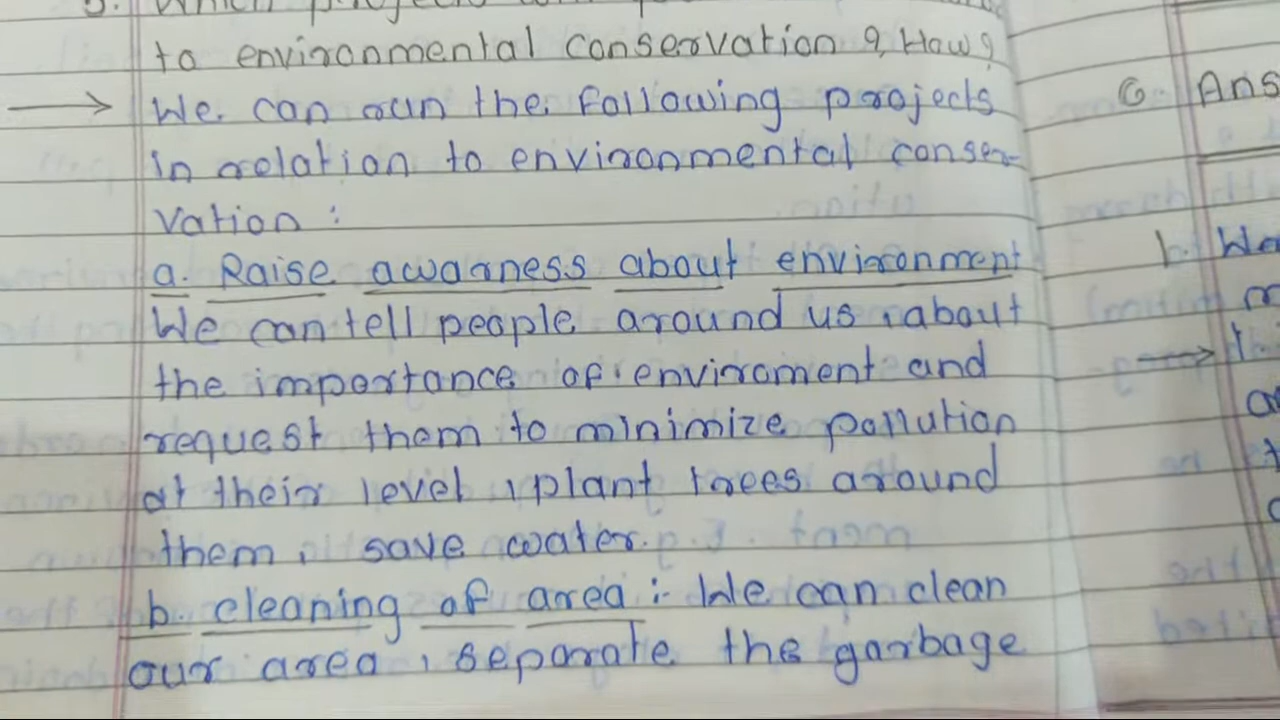 to environmental conservation ? How ?
We can run the following projects
in relation to environmental conser-
vation :
a. Raise awarness about environment
We can tell people around us about
the importance of enviroment and
request them to minimize pollution
at their level , plant trees around
them , save water.
b. cleaning of area :- We can clean
our area , separate the garbage
6 Ans
b. We